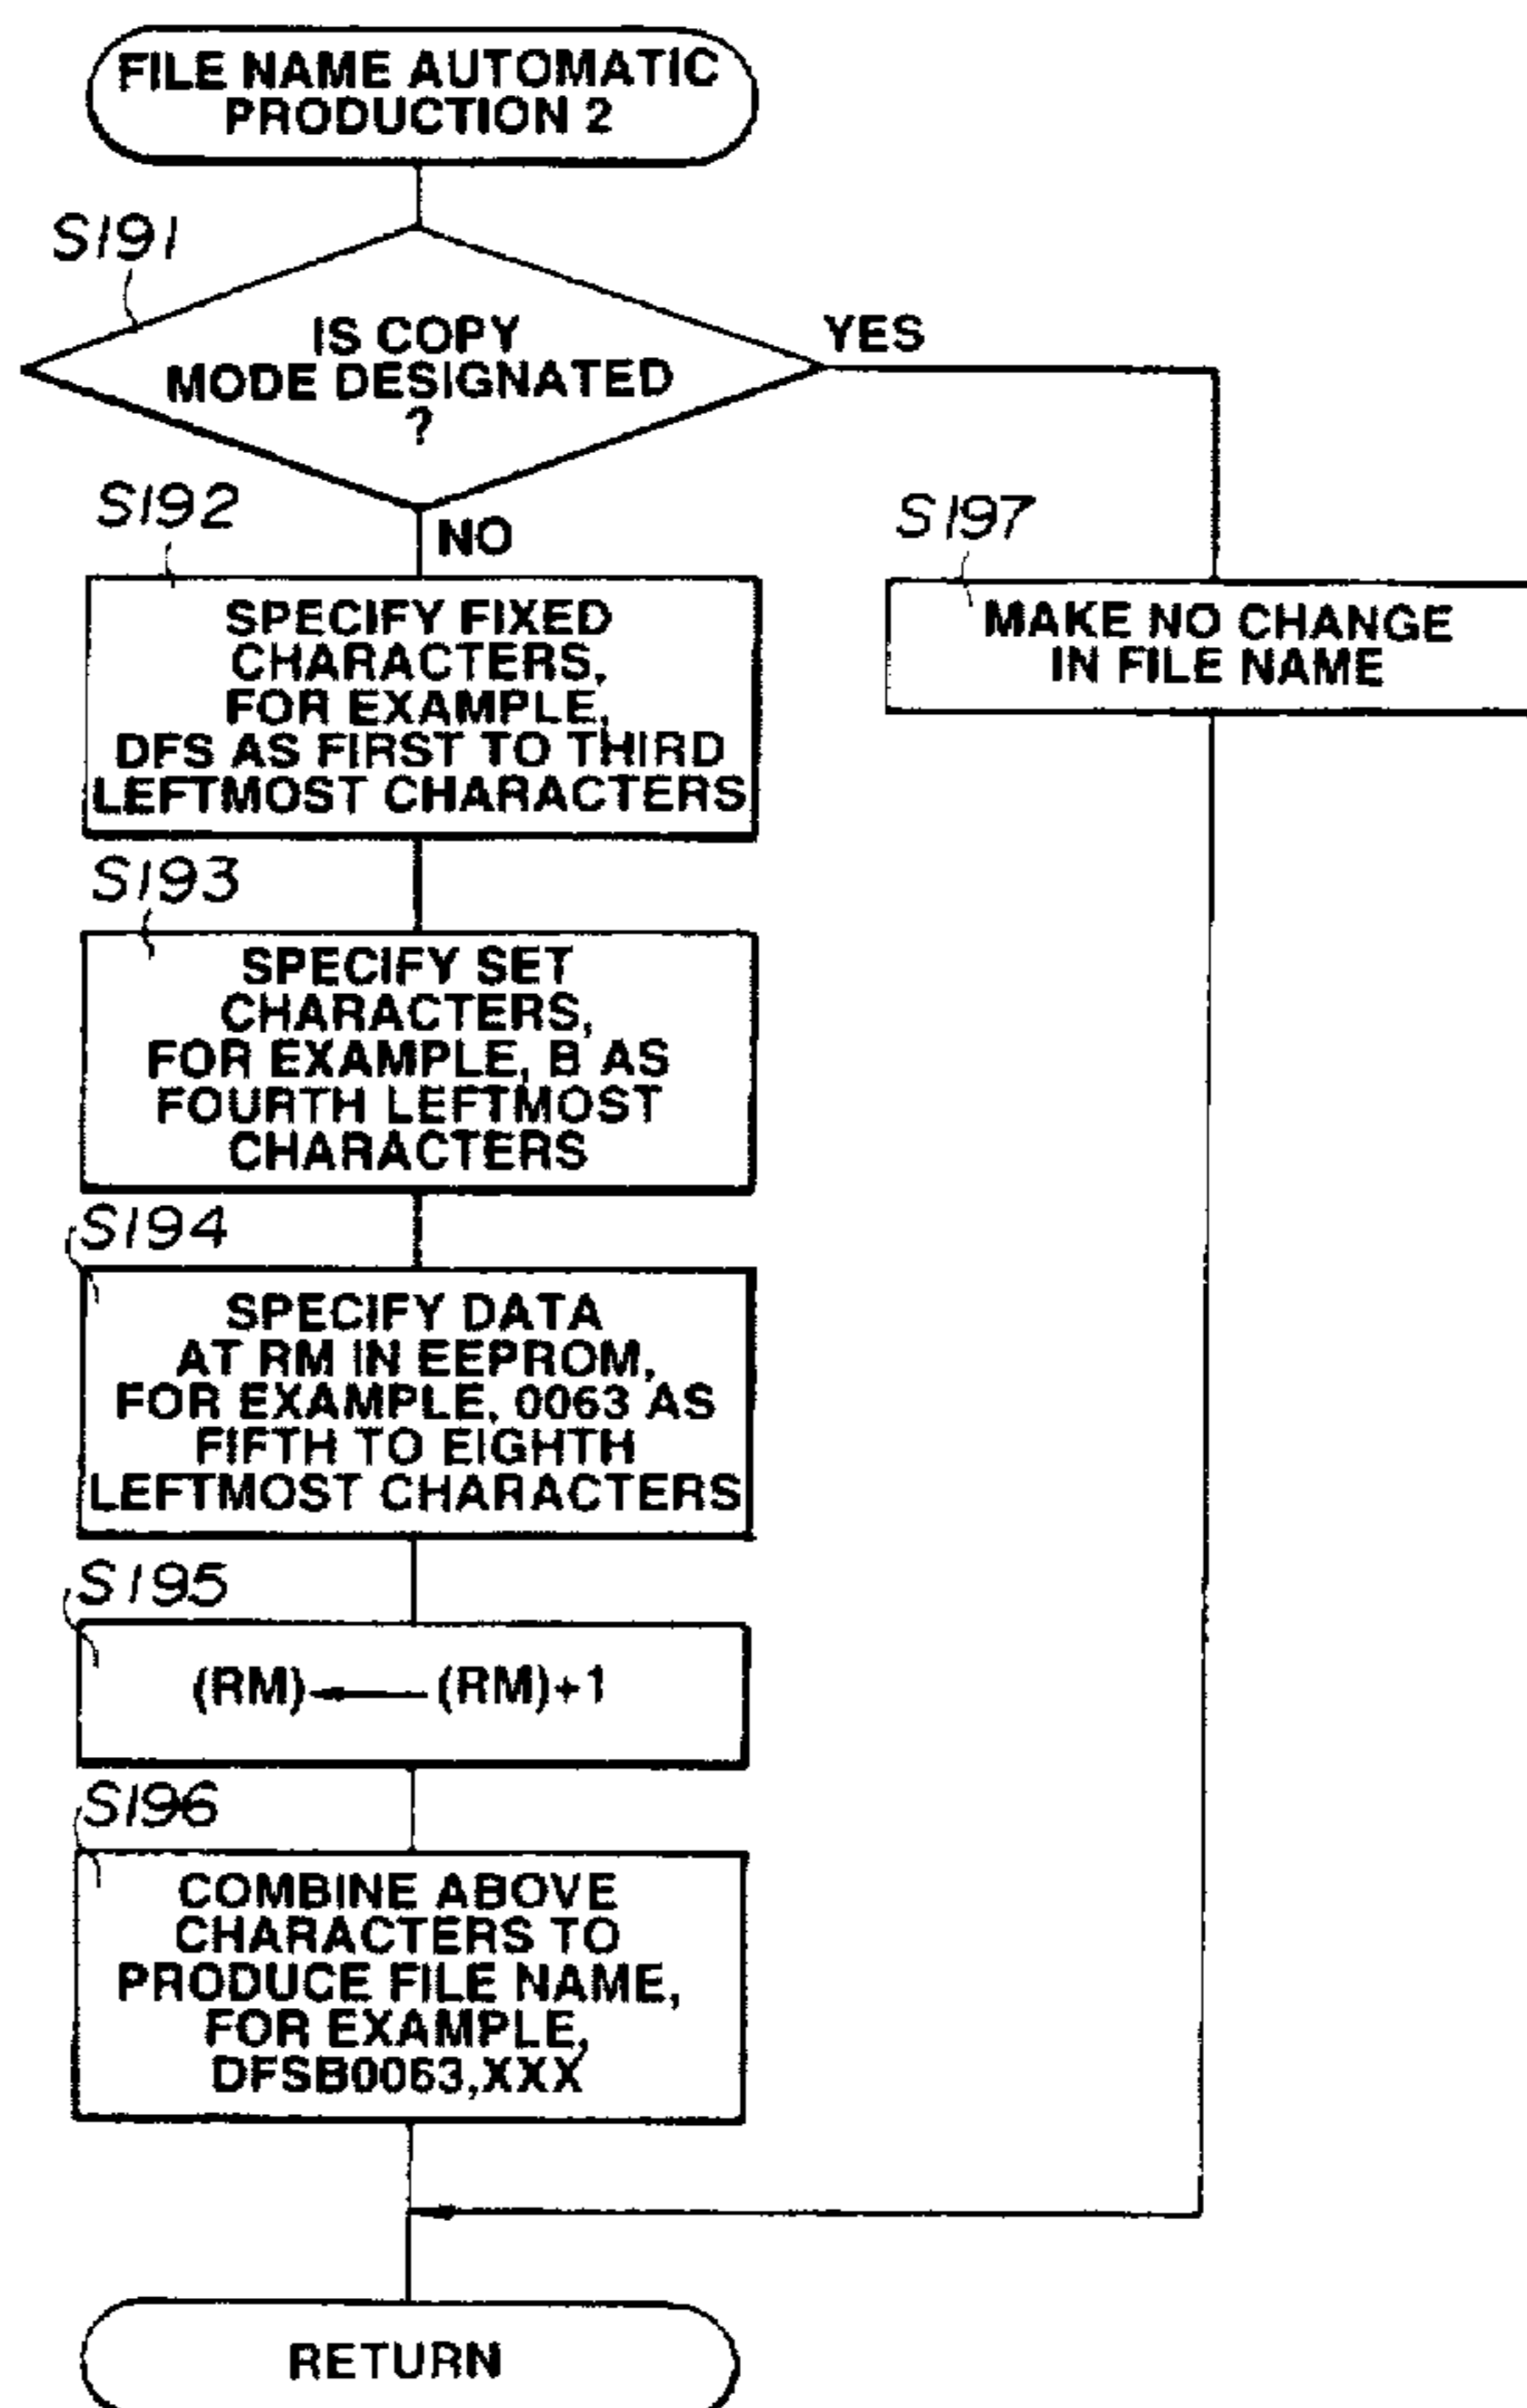 FILE NAME AUTOMATIC
PRODUCTION 2
S191
IS COPY
MODE DESIGNATED
?
YES
NO
S192
SPECIFY FIXED
CHARACTERS,
FOR EXAMPLE,
DFS AS FIRST TO THIRD
LEFTMOST CHARACTERS
S197
MAKE NO CHANGE
IN FILE NAME
S193
SPECIFY SET
CHARACTERS,
FOR EXAMPLE, B AS
FOURTH LEFTMOST
CHARACTERS
S194
SPECIFY DATA
AT RM IN EEPROM,
FOR EXAMPLE, 0063 AS
FIFTH TO EIGHTH
LEFTMOST CHARACTERS
S195
(RM)←(RM)+1
S196
COMBINE ABOVE
CHARACTERS TO
PRODUCE FILE NAME,
FOR EXAMPLE,
DFSB0063,XXX
RETURN